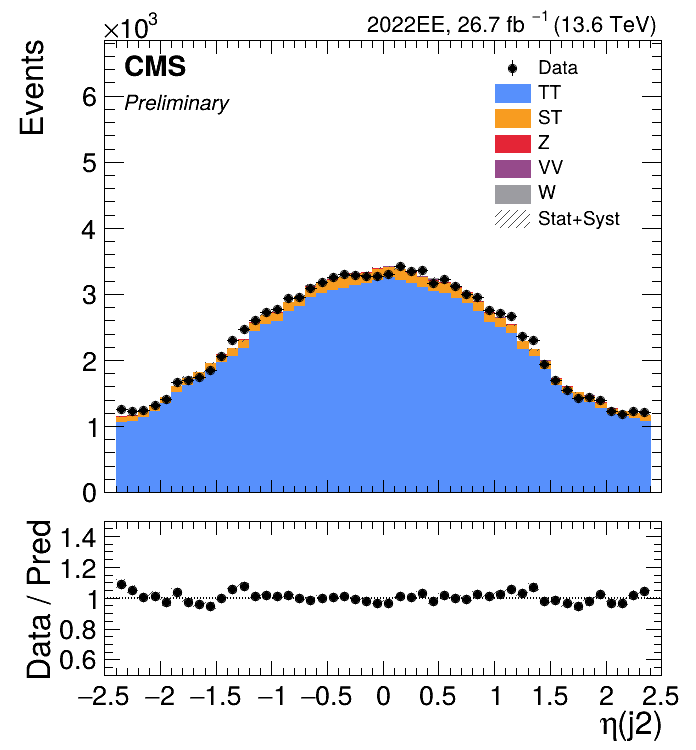 ×10³
2022EE, 26.7 fb ⁻¹ (13.6 TeV)
Events
CMS
Preliminary
Data
TT
ST
Z
VV
W
Stat+Syst
6
5
4
3
2
1
0
Data / Pred
1.4
1.2
1
0.8
0.6
−2.5 −2 −1.5 −1 −0.5 0 0.5 1 1.5 2 2.5
η(j2)